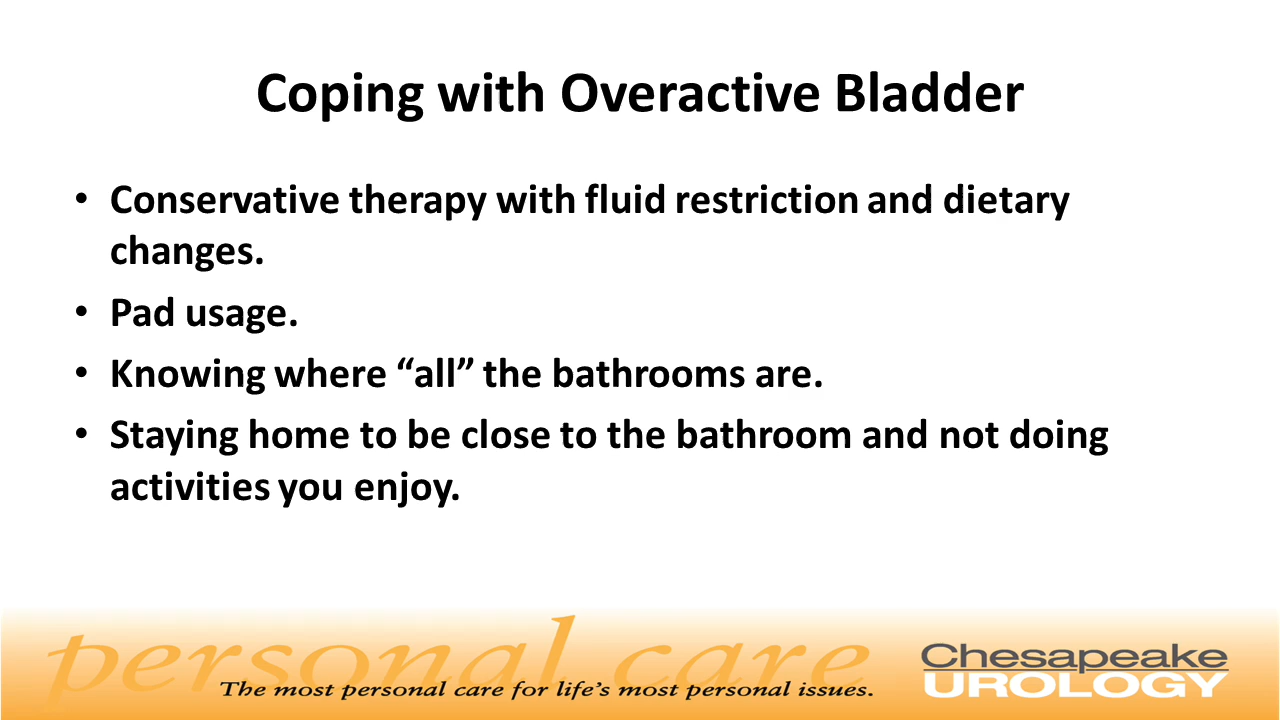 Coping with Overactive Bladder
• Conservative therapy with fluid restriction and dietary
changes.
• Pad usage.
• Knowing where “all” the bathrooms are.
• Staying home to be close to the bathroom and not doing
activities you enjoy.
personal care
The most personal care for life’s most personal issues.
Chesapeake
UROLOGY